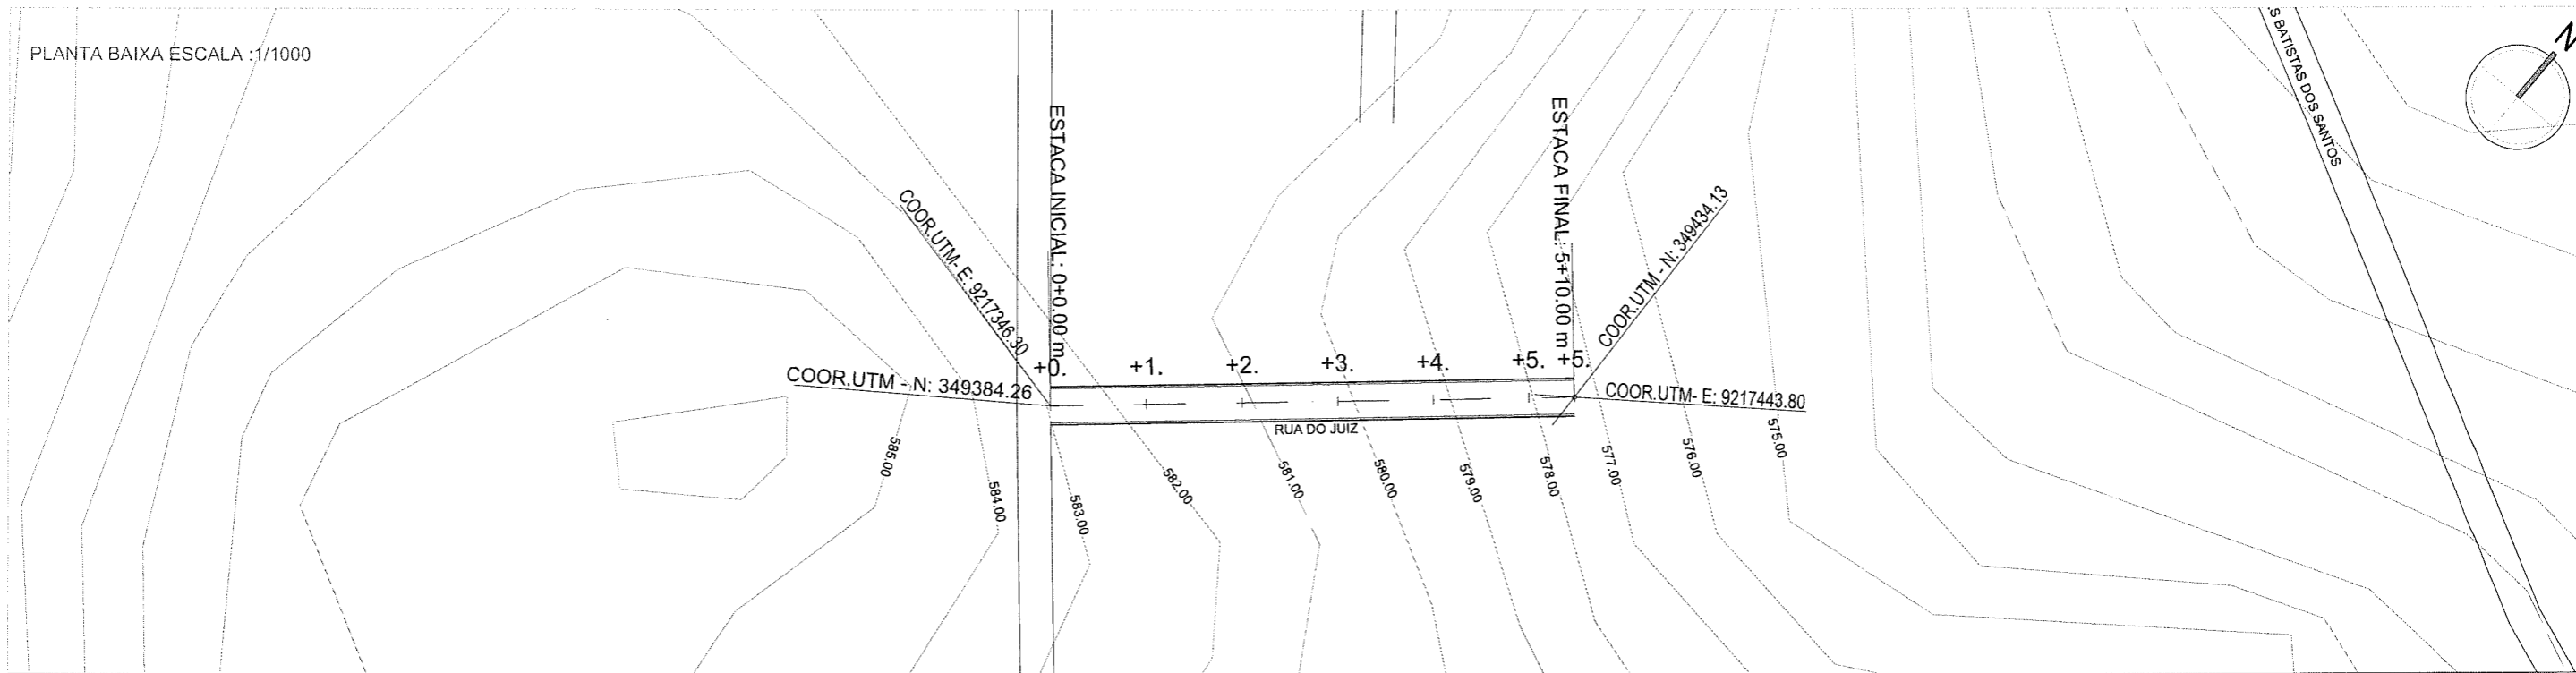 PLANTA BAIXA ESCALA :1/1000
S BATISTAS DOS SANTOS
N
ESTACA INICIAL: 0+0.00 m
ESTACA FINAL: 5+10.00 m
COOR.UTM- E: 9217346.30
COOR.UTM - N: 349434.13
+0.
+1.
+2.
+3.
+4.
+5.
+5.
COOR.UTM - N: 349384.26
COOR.UTM- E: 9217443.80
RUA DO JUIZ
585.00
584.00
583.00
582.00
581.00
580.00
579.00
578.00
577.00
576.00
575.00